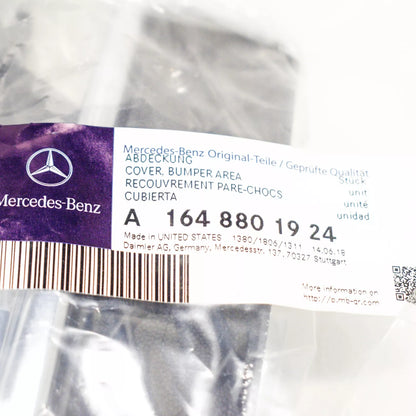 Mercedes-Benz
Mercedes-Benz Original-Teile / Geprüfte Qualität
ABDECKUNG
COVER, BUMPER AREA
RECOUVREMENT PARE-CHOCS
CUBIERTA
Stück
unit
unité
unidad
A 164 880 19 24
Made in UNITED STATES 1380/1806/1311 14.06.18
Daimler AG, Germany, Mercedesstr. 137, 70327 Stuttgart
More information on